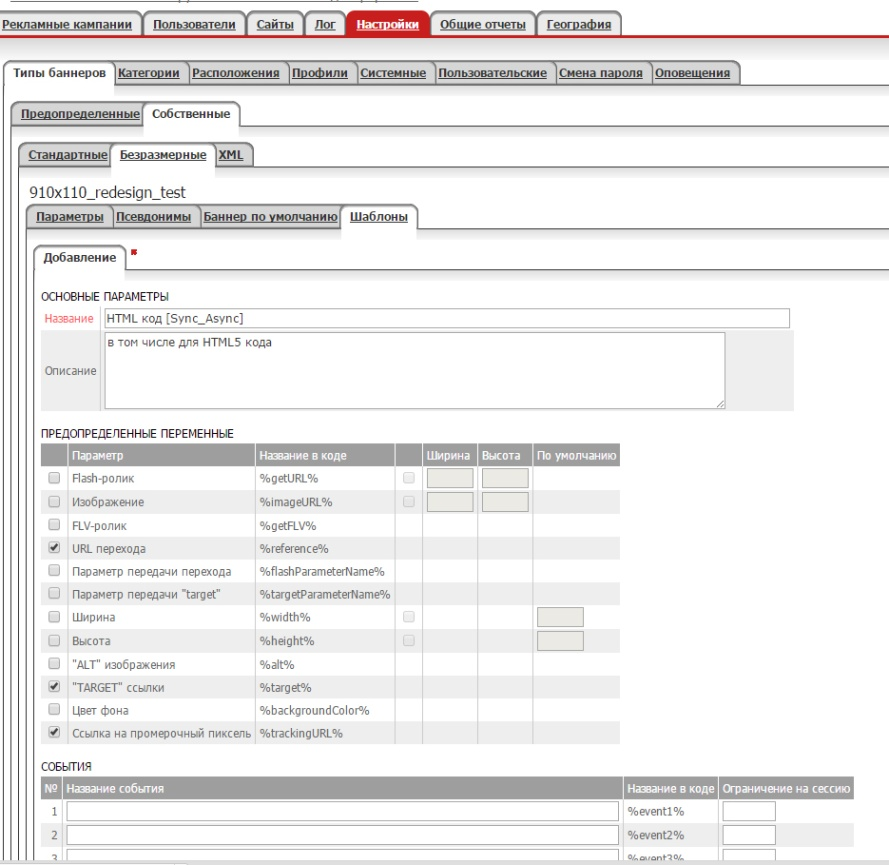 Рекламные кампании Пользователи Сайты Лог Настройки Общие отчеты География
Типы баннеров Категории Расположения Профили Системные Пользовательские Смена пароля Оповещения
Предопределенные Собственные
Стандартные Безразмерные XML
910x110_redesign_test
Параметры Псевдонимы Баннер по умолчанию Шаблоны
Добавление
ОСНОВНЫЕ ПАРАМЕТРЫ
Название HTML код [Sync_Async]
в том числе для HTML5 кода
Описание
ПРЕДОПРЕДЕЛЕННЫЕ ПЕРЕМЕННЫЕ
Параметр Название в коде Ширина Высота По умолчанию
Flash-ролик %getURL%
Изображение %imageURL%
FLV-ролик %getFLV%
URL перехода %reference%
Параметр передачи перехода %flashParameterName%
Параметр передачи "target" %targetParameterName%
Ширина %width%
Высота %height%
"ALT" изображения %alt%
"TARGET" ссылки %target%
Цвет фона %backgroundColor%
Ссылка на промерочный пиксель %trackingURL%
СОБЫТИЯ
№ Название события Название в коде Ограничение на сессию
1 %event1%
2 %event2%
3 %event3%